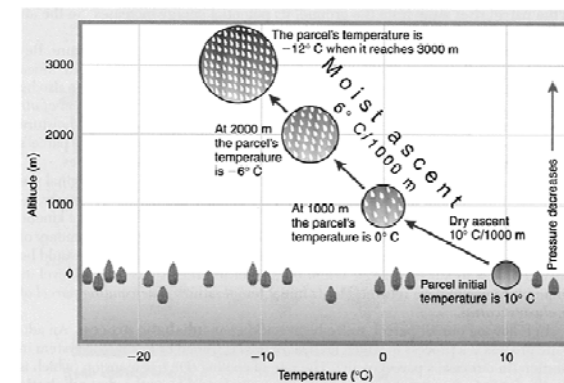 The parcel's temperature is
−12° C when it reaches 3000 m
Moist ascent
6° C/1000 m
At 2000 m
the parcel's
temperature
is −6° C
At 1000 m
the parcel's
temperature is 0° C
Dry ascent
10° C/1000 m
Parcel initial
temperature is 10° C
Pressure decreases
Altitude (m)
3000
2000
1000
0
−20
−10
0
10
Temperature (°C)